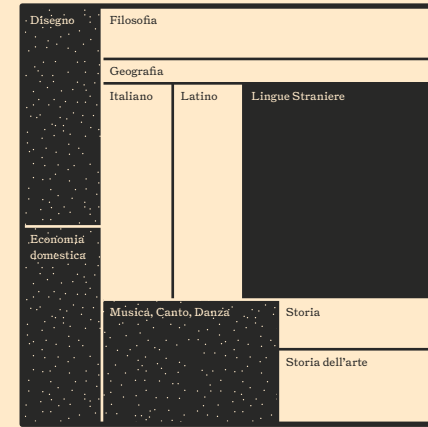 Disegno
Filosofia
Geografia
Italiano
Latino
Lingue Straniere
Economia
domestica
Musica, Canto, Danza
Storia
Storia dell'arte